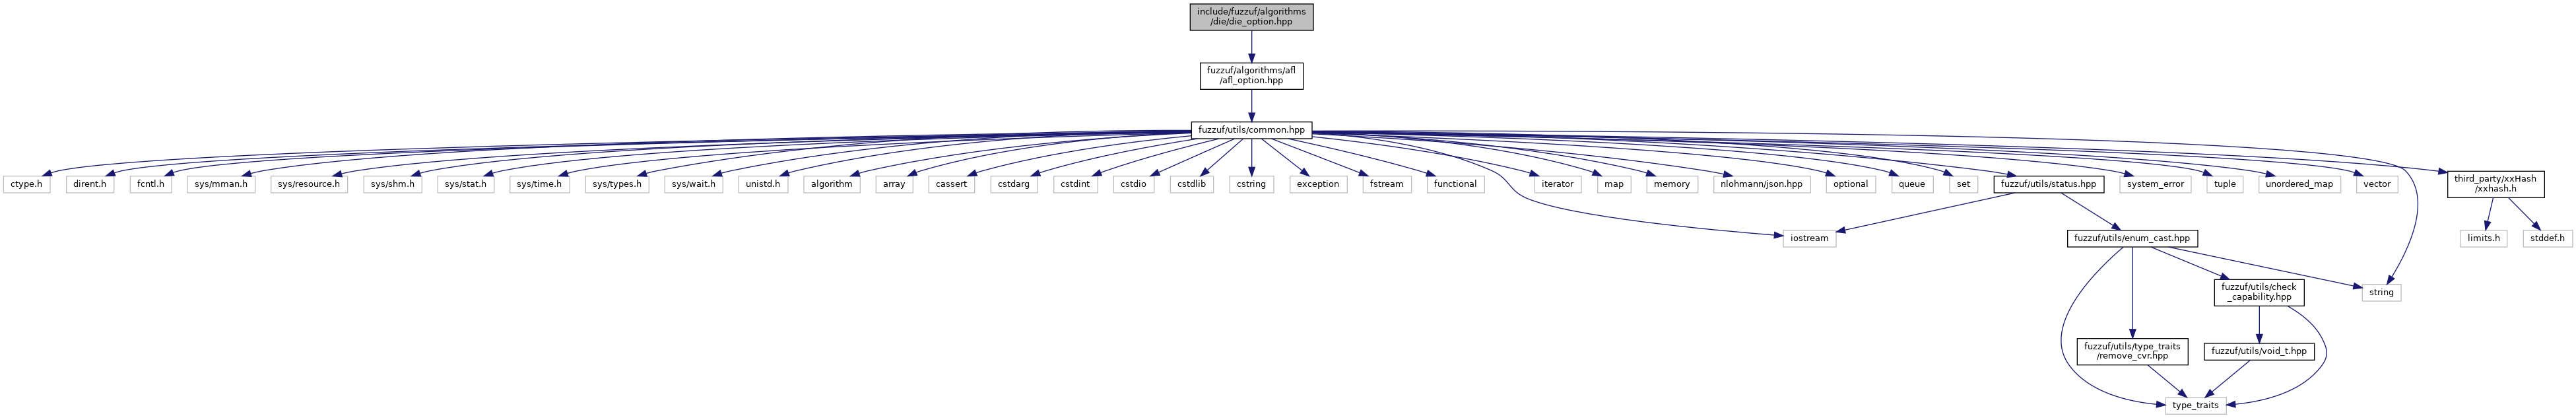 include/fuzzuf/algorithms
/die/die_option.hpp
fuzzuf/algorithms/afl
/afl_option.hpp
fuzzuf/utils/common.hpp
ctype.h
dirent.h
fcntl.h
sys/mman.h
sys/resource.h
sys/shm.h
sys/stat.h
sys/time.h
sys/types.h
sys/wait.h
unistd.h
algorithm
array
cassert
cstdarg
cstdint
cstdio
cstdlib
cstring
exception
fstream
functional
iterator
map
memory
nlohmann/json.hpp
optional
queue
set
fuzzuf/utils/status.hpp
system_error
tuple
unordered_map
vector
third_party/xxHash
/xxhash.h
iostream
fuzzuf/utils/enum_cast.hpp
limits.h
stddef.h
fuzzuf/utils/check
_capability.hpp
string
fuzzuf/utils/type_traits
/remove_cvr.hpp
fuzzuf/utils/void_t.hpp
type_traits